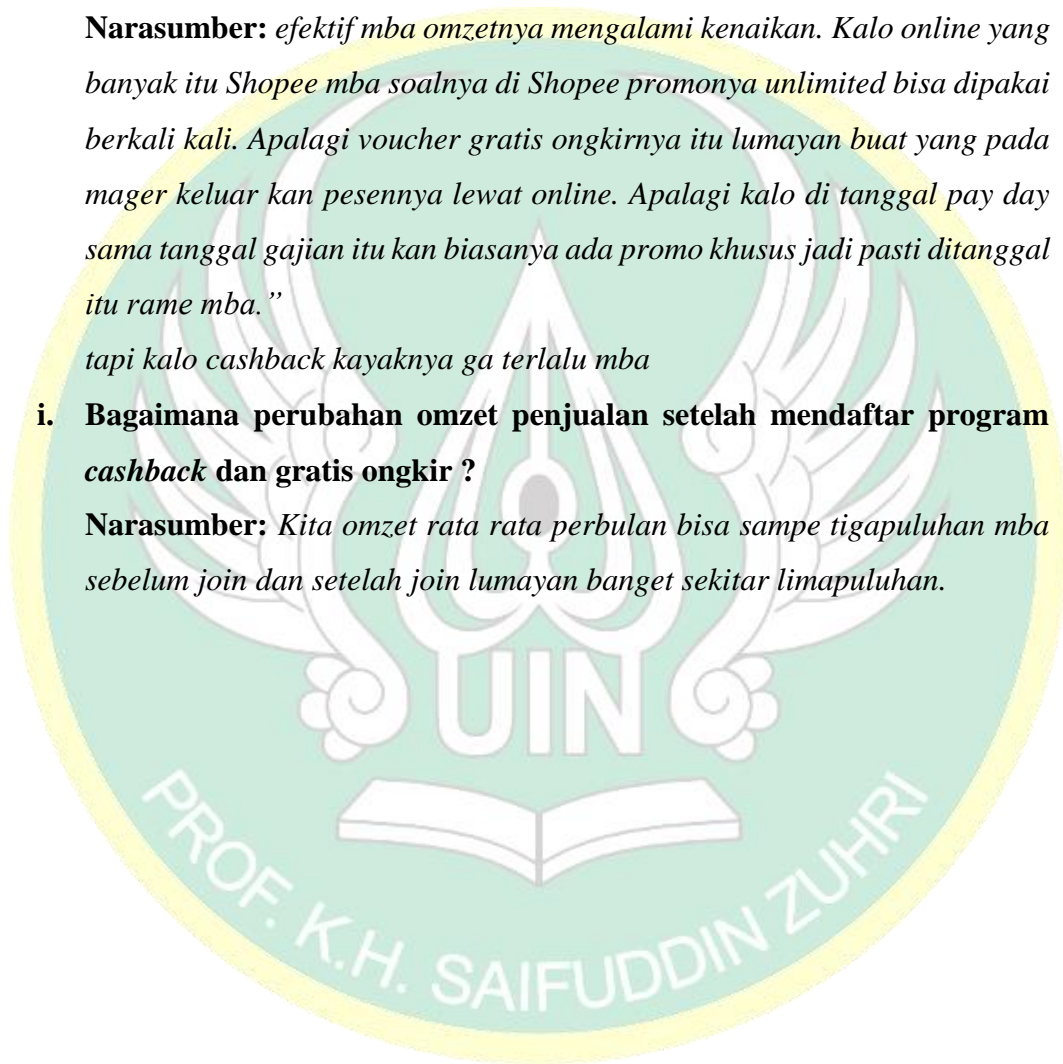 Narasumber: efektif mba omzetnya mengalami kenaikan. Kalo online yang
banyak itu Shopee mba soalnya di Shopee promonya unlimited bisa dipakai
berkali kali. Apalagi voucher gratis ongkirnya itu lumayan buat yang pada
mager keluar kan pesennya lewat online. Apalagi kalo di tanggal pay day
sama tanggal gajian itu kan biasanya ada promo khusus jadi pasti ditanggal
itu rame mba.”
tapi kalo cashback kayaknya ga terlalu mba
i. Bagaimana perubahan omzet penjualan setelah mendaftar program
cashback dan gratis ongkir ?
Narasumber: Kita omzet rata rata perbulan bisa sampe tigapuluhan mba
sebelum join dan setelah join lumayan banget sekitar limapuluhan.
UIN
PROF. K.H. SAIFUDDIN ZUHRI